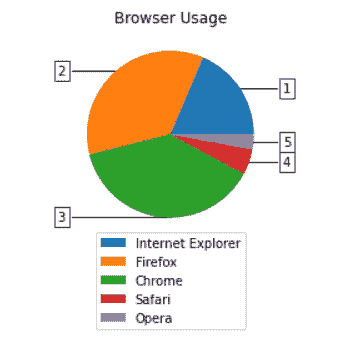 Browser Usage
2
1
5
4
3
Internet Explorer
Firefox
Chrome
Safari
Opera